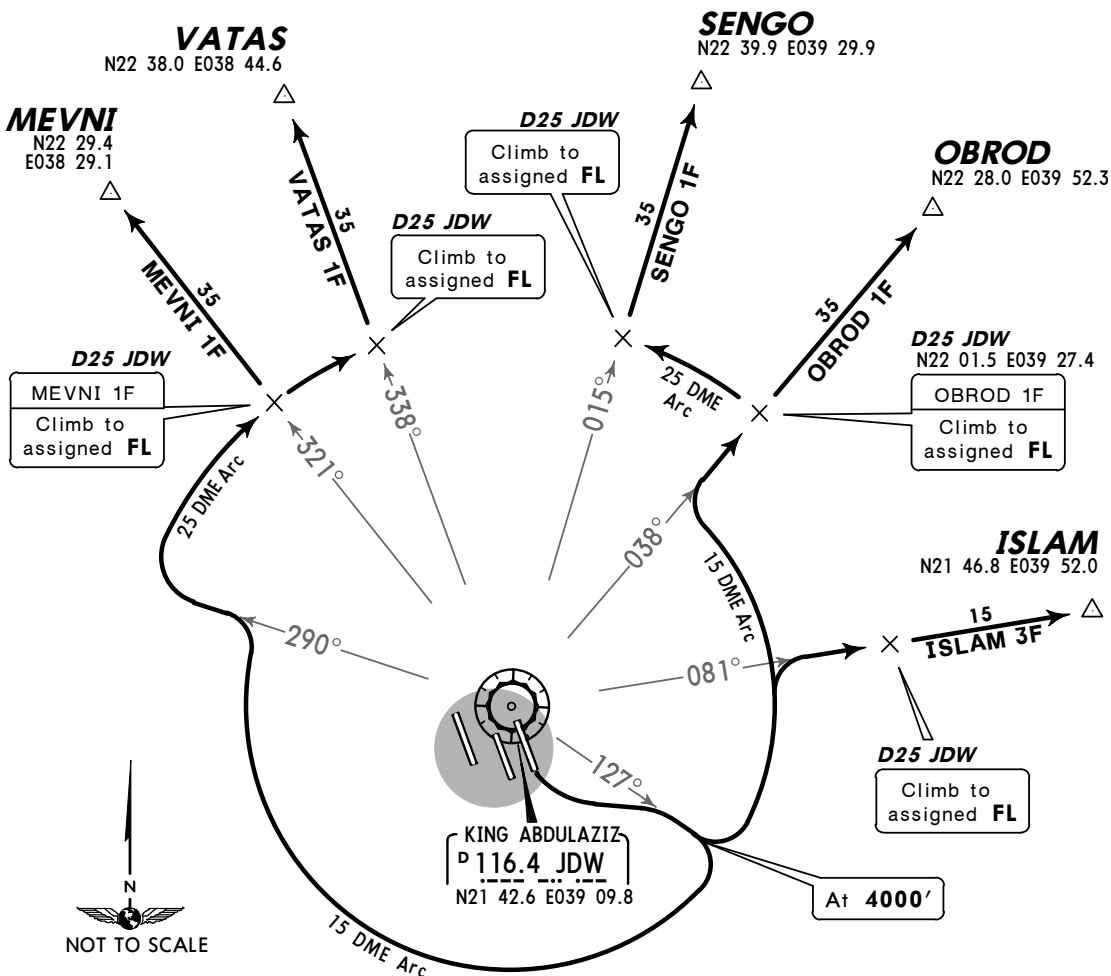 VATAS
N22 38.0 E038 44.6
SENGO
N22 39.9 E039 29.9
MEVNI
N22 29.4
E038 29.1
D25 JDW
Climb to
assigned FL
OBROD
N22 28.0 E039 52.3
35
VATAS 1F
35
SENGO 1F
D25 JDW
Climb to
assigned FL
35
MEVNI 1F
35
OBROD 1F
D25 JDW
MEVNI 1F
Climb to
assigned FL
D25 JDW
N22 01.5 E039 27.4
OBROD 1F
Climb to
assigned FL
25 DME
Arc
338°
015°
321°
25 DME Arc
038°
15 DME Arc
ISLAM
N21 46.8 E039 52.0
15
ISLAM 3F
290°
081°
D25 JDW
Climb to
assigned FL
127°
KING ABDULAZIZ
D 116.4 JDW
N21 42.6 E039 09.8
At 4000'
15 DME Arc
N
NOT TO SCALE